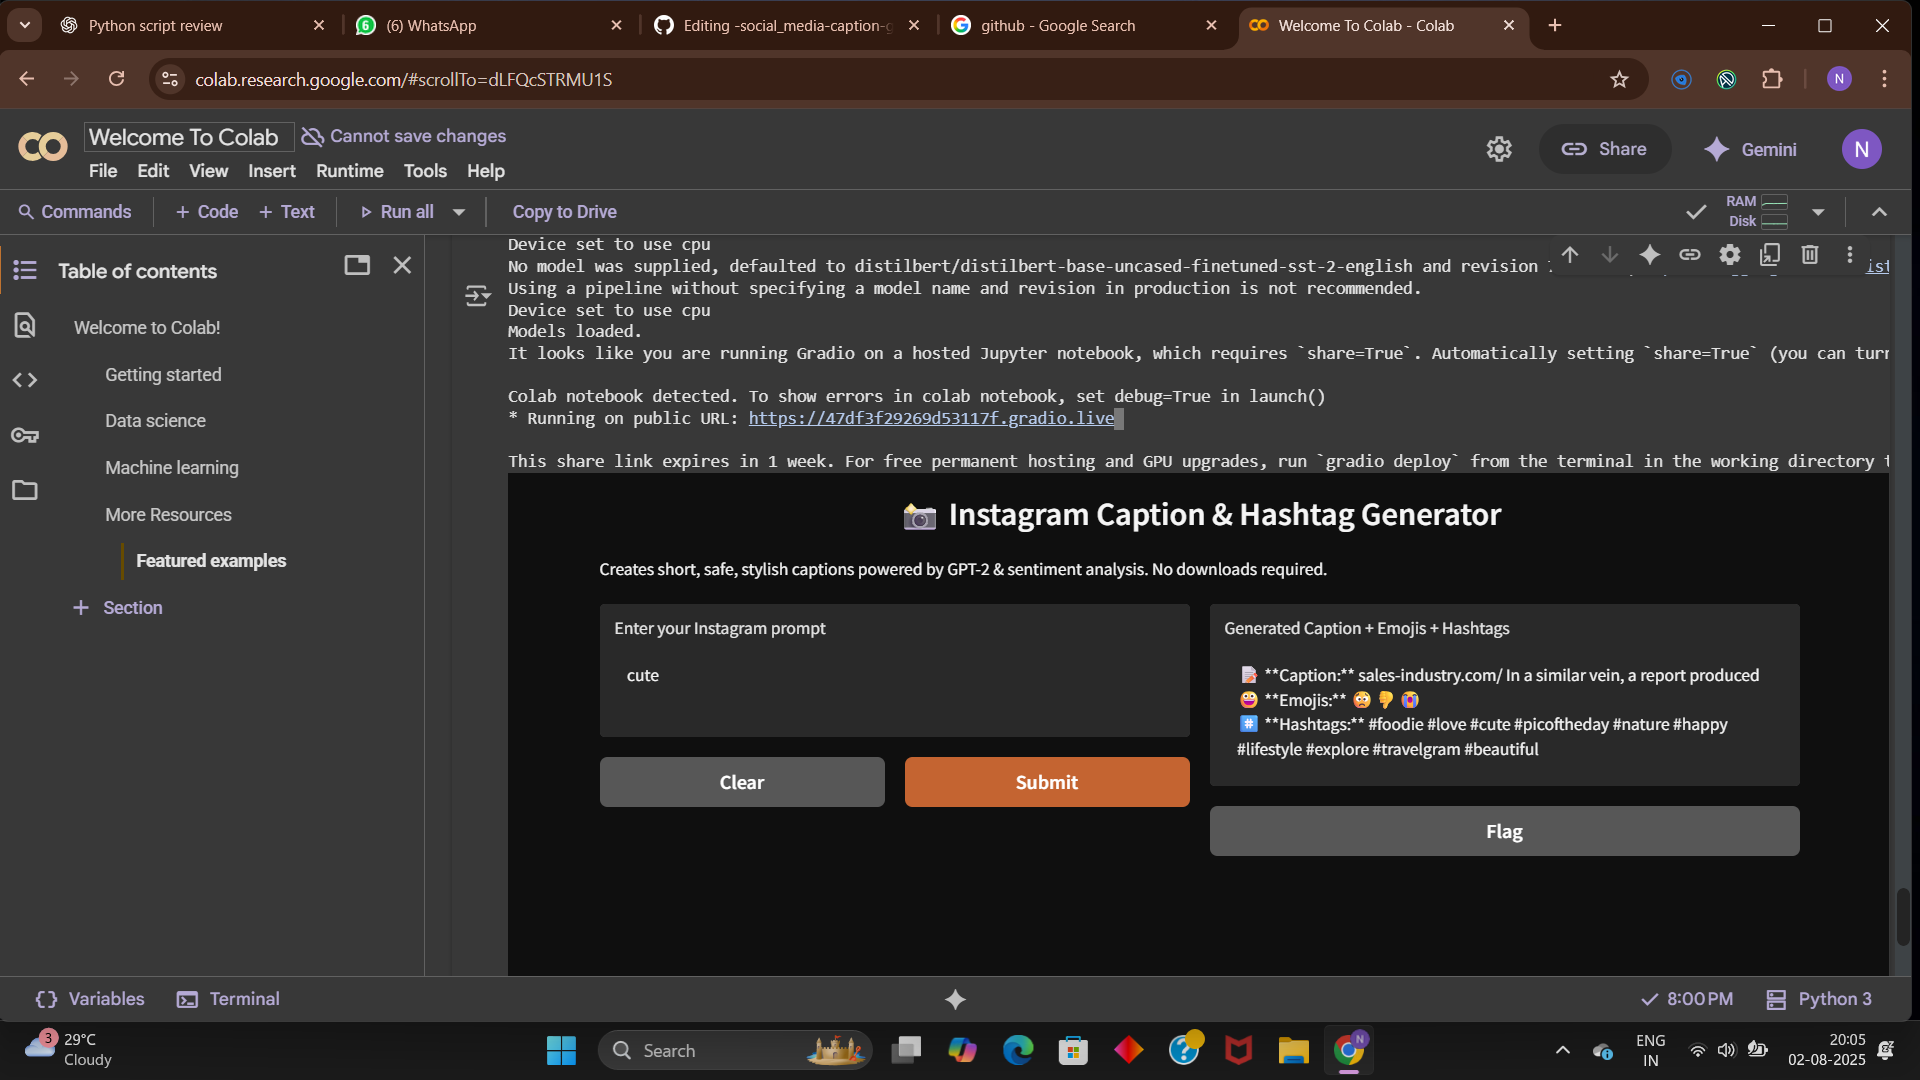 Python script review
(6) WhatsApp
Editing -social_media-caption-g
github - Google Search
Welcome To Colab - Colab
colab.research.google.com/#scrollTo=dLFQcSTRMU1S
N
Welcome To Colab
Cannot save changes
File Edit View Insert Runtime Tools Help
Share
Gemini
N
Commands
+ Code + Text
Run all
Copy to Drive
RAM
Disk
Table of contents
Welcome to Colab!
Getting started
Data science
Machine learning
More Resources
Featured examples
+ Section
Device set to use cpu
No model was supplied, defaulted to distilbert/distilbert-base-uncased-finetuned-sst-2-english and revision
Using a pipeline without specifying a model name and revision in production is not recommended.
Device set to use cpu
Models loaded.
It looks like you are running Gradio on a hosted Jupyter notebook, which requires `share=True`. Automatically setting `share=True` (you can turn
Colab notebook detected. To show errors in colab notebook, set debug=True in launch()
* Running on public URL: https://47df3f29269d53117f.gradio.live
This share link expires in 1 week. For free permanent hosting and GPU upgrades, run `gradio deploy` from the terminal in the working directory t
📸 Instagram Caption & Hashtag Generator
Creates short, safe, stylish captions powered by GPT-2 & sentiment analysis. No downloads required.
Enter your Instagram prompt
cute
Clear
Submit
Generated Caption + Emojis + Hashtags
📝 **Caption:** sales-industry.com/ In a similar vein, a report produced
😀 **Emojis:** 😢 👎 😭
#️⃣ **Hashtags:** #foodie #love #cute #picoftheday #nature #happy
#lifestyle #explore #travelgram #beautiful
Flag
Variables
Terminal
8:00 PM
Python 3
3
29°C
Cloudy
Search
ENG
IN
20:05
02-08-2025